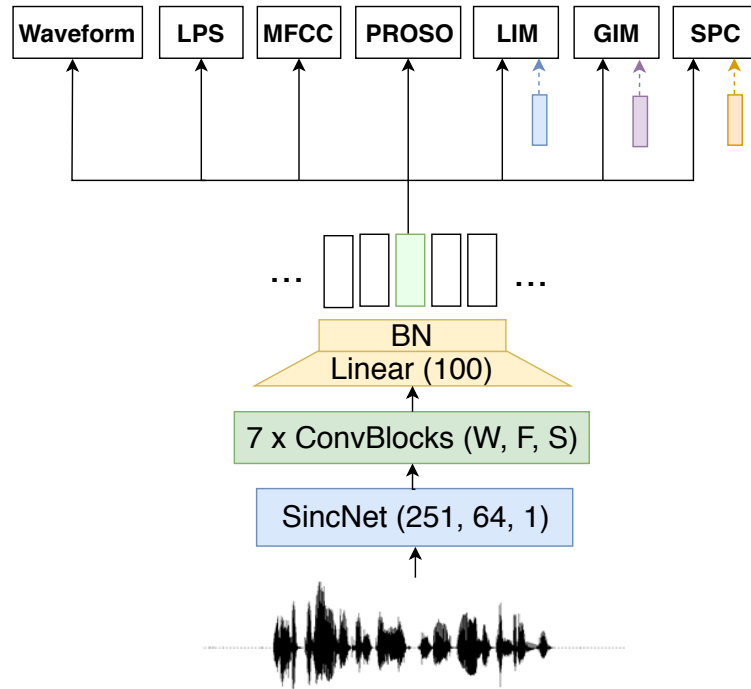 Waveform LPS MFCC PROSO LIM GIM SPC
... ...
BN
Linear (100)
7 x ConvBlocks (W, F, S)
SincNet (251, 64, 1)